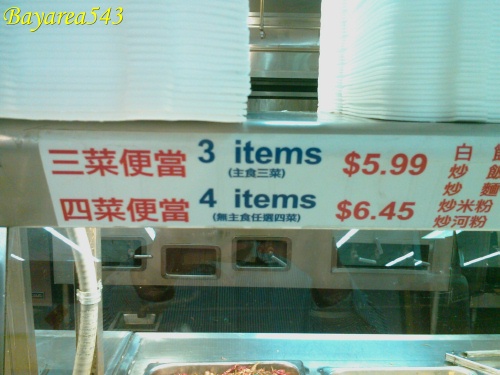 Bayarea543
三菜便當 3 items $5.99
(主食三菜)
四菜便當 4 items $6.45
(無主食任選四菜)
白
炒飯
炒麵
炒米粉
炒河粉